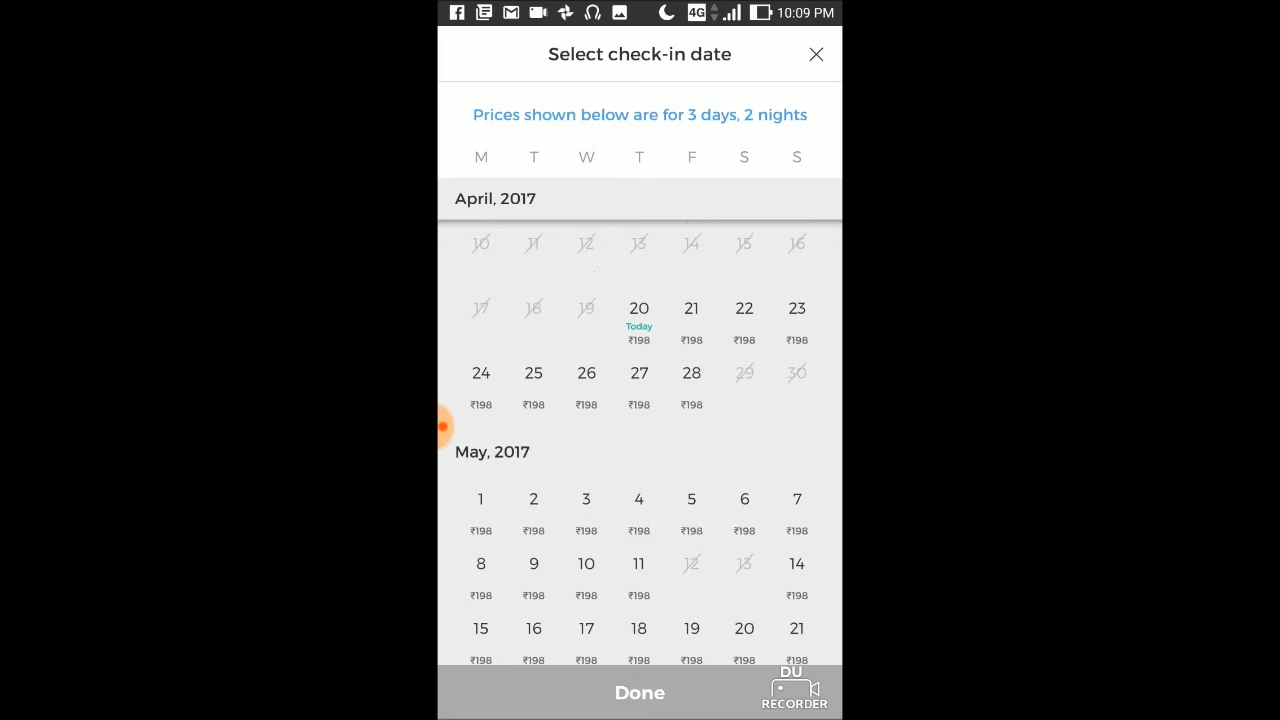 4G 10:09 PM
Select check-in date
Prices shown below are for 3 days, 2 nights
M T W T F S S
April, 2017
10 11 12 13 14 15 16
17 18 19 20 21 22 23
Today
₹198 ₹198 ₹198 ₹198
24 25 26 27 28 29 30
₹198 ₹198 ₹198 ₹198 ₹198
May, 2017
1 2 3 4 5 6 7
₹198 ₹198 ₹198 ₹198 ₹198 ₹198 ₹198
8 9 10 11 12 13 14
₹198 ₹198 ₹198 ₹198 ₹198
15 16 17 18 19 20 21
₹198 ₹198 ₹198 ₹198 ₹198 ₹198 ₹198
Done
DU
RECORDER